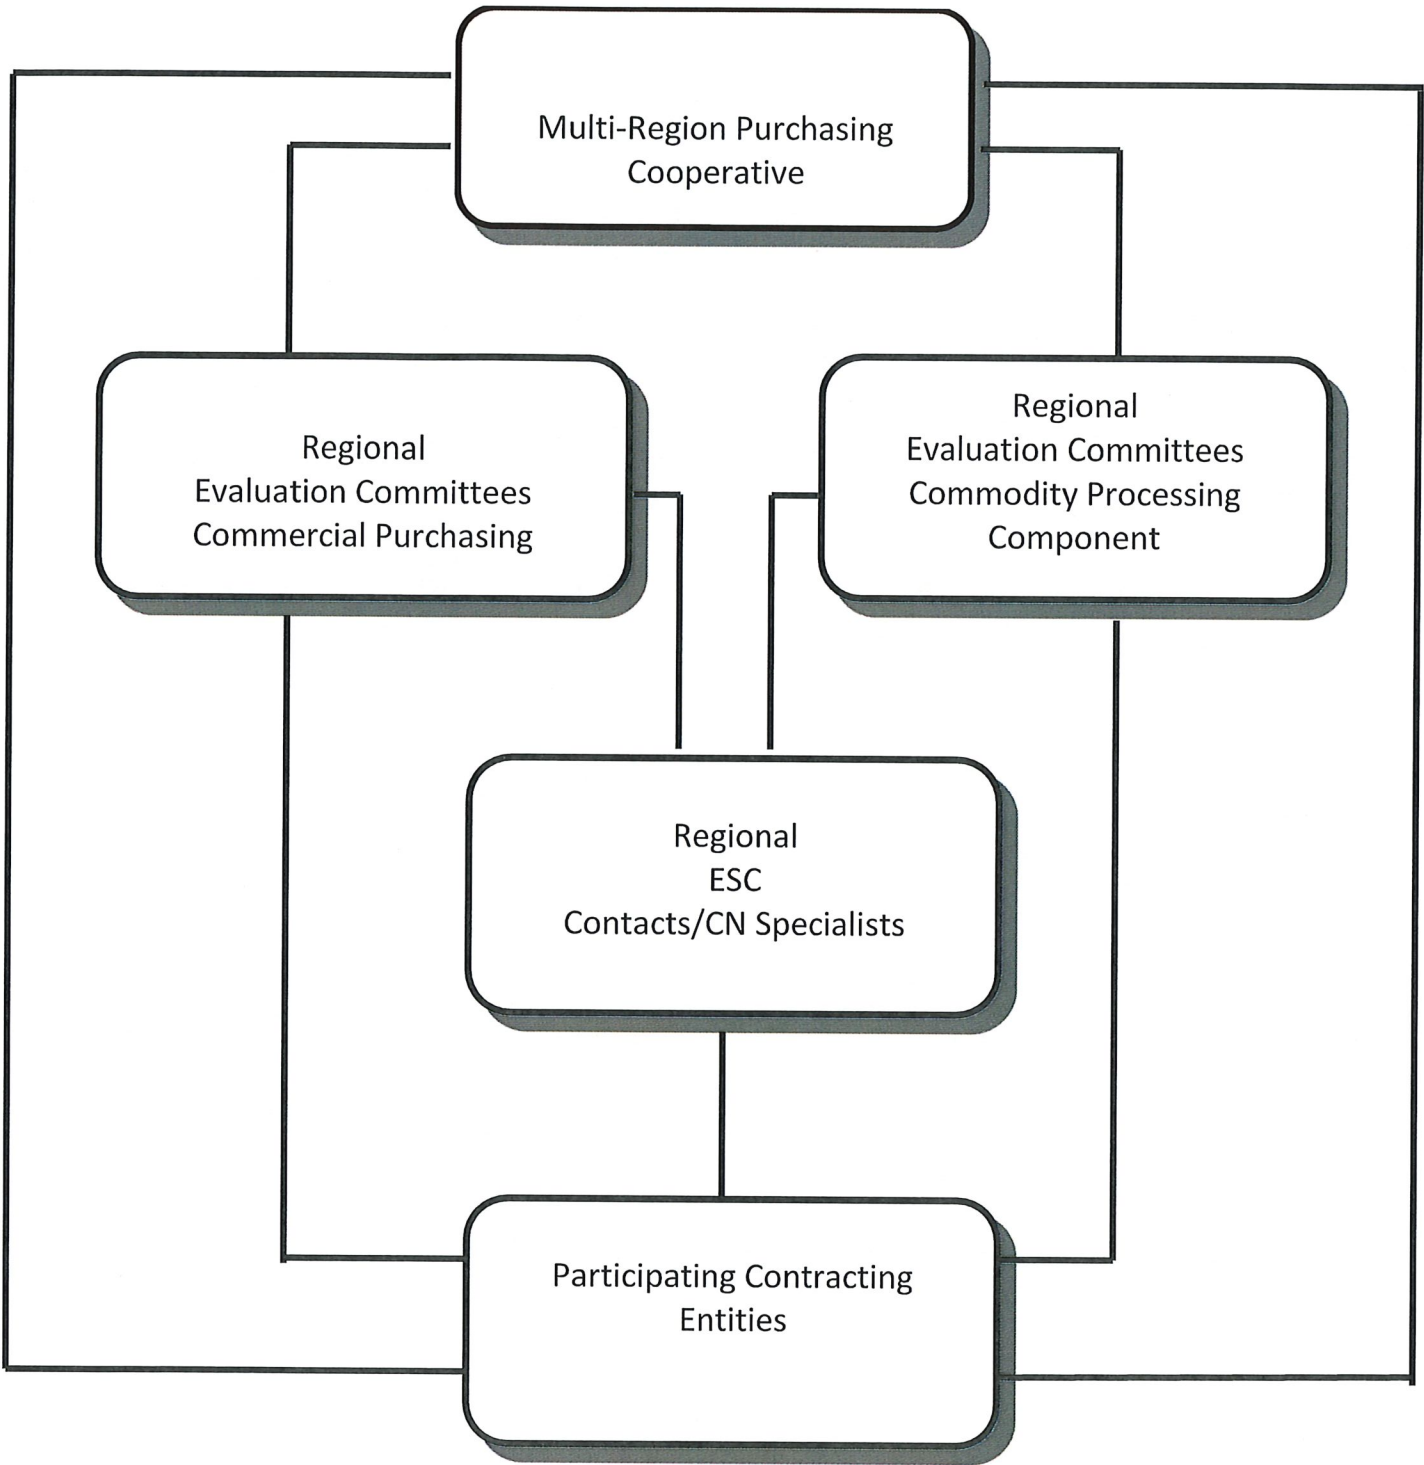 Multi-Region Purchasing
Cooperative
Regional
Evaluation Committees
Commercial Purchasing
Regional
Evaluation Committees
Commodity Processing
Component
Regional
ESC
Contacts/CN Specialists
Participating Contracting
Entities